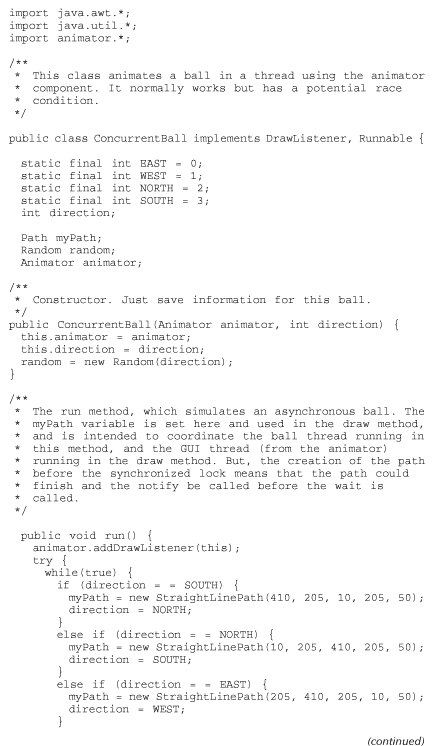 import java.awt.*;
import java.util.*;
import animator.*;
/**
* This class animates a ball in a thread using the animator
* component. It normally works but has a potential race
* condition.
*/
public class ConcurrentBall implements DrawListener, Runnable {
static final int EAST = 0;
static final int WEST = 1;
static final int NORTH = 2;
static final int SOUTH = 3;
int direction;
Path myPath;
Random random;
Animator animator;
/**
* Constructor. Just save information for this ball.
*/
public ConcurrentBall(Animator animator, int direction) {
this.animator = animator;
this.direction = direction;
random = new Random(direction);
}
/**
* The run method, which simulates an asynchronous ball. The
* myPath variable is set here and used in the draw method,
* and is intended to coordinate the ball thread running in
* this method, and the GUI thread (from the animator)
* running in the draw method. But, the creation of the path
* before the synchronized lock means that the path could
* finish and the notify be called before the wait is
* called.
*/
public void run() {
animator.addDrawListener(this);
try {
while(true) {
if (direction = = SOUTH) {
myPath = new StraightLinePath(410, 205, 10, 205, 50);
direction = NORTH;
}
else if (direction = = NORTH) {
myPath = new StraightLinePath(10, 205, 410, 205, 50);
direction = SOUTH;
}
else if (direction = = EAST) {
myPath = new StraightLinePath(205, 410, 205, 10, 50);
direction = WEST;
}
(continued)